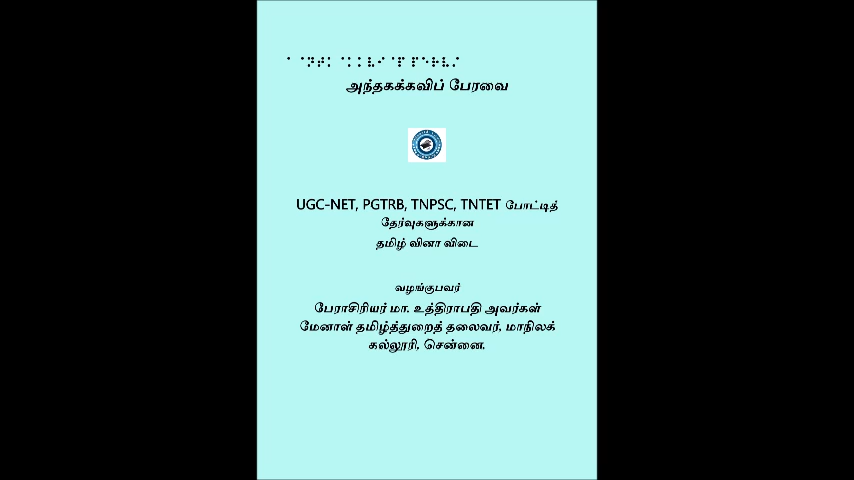 அந்தகக்கவிப் பேரவை
UGC-NET, PGTRB, TNPSC, TNTET போட்டித்
தேர்வுகளுக்கான
தமிழ் வினா விடை
வழங்குபவர்
பேராசிரியர் மா. உத்திராபதி அவர்கள்
மேனாள் தமிழ்த்துறைத் தலைவர், மாநிலக்
கல்லூரி, சென்னை.